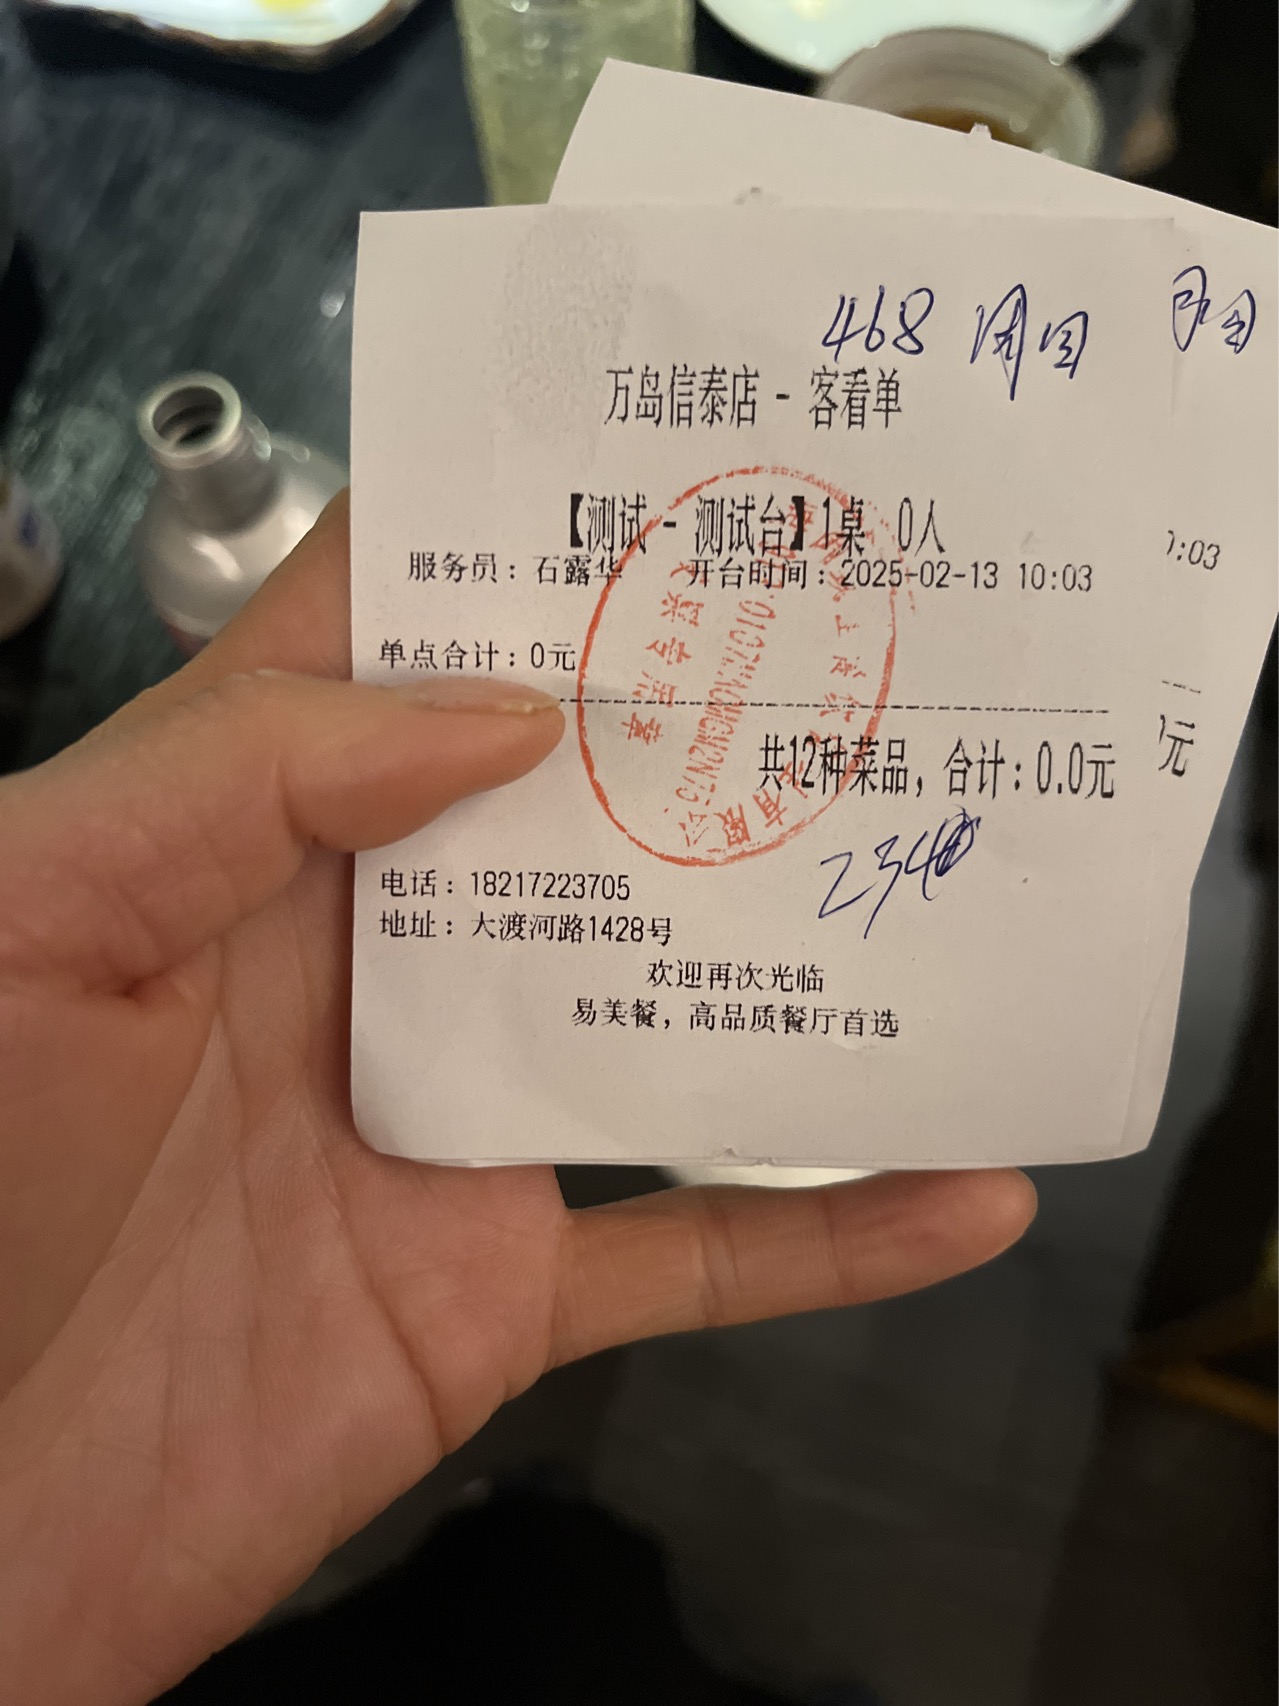 468
万岛信泰店 - 客看单
【测试 - 测试台】1桌 0人
服务员：石露华 开台时间：2025-02-13 10:03
):03
单点合计：0元
共12种菜品，合计：0.0元
元
234
电话：18217223705
地址：大渡河路1428号
欢迎再次光临
易美餐，高品质餐厅首选